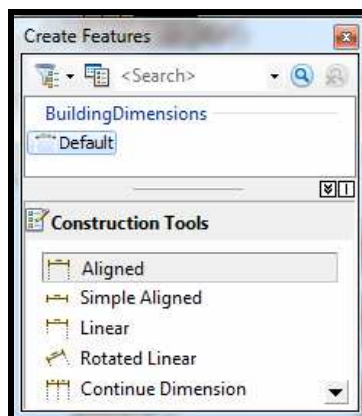 Create Features
<Search>
BuildingDimensions
Default
Construction Tools
Aligned
Simple Aligned
Linear
Rotated Linear
Continue Dimension